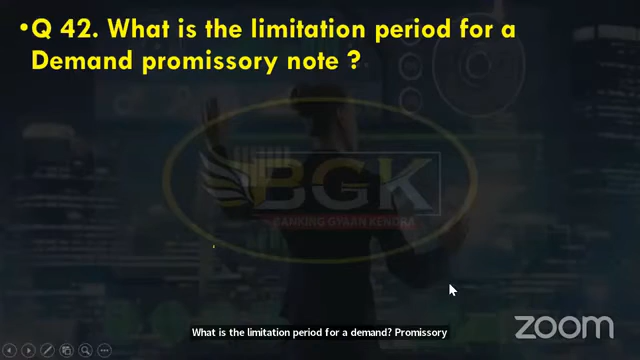 •Q 42. What is the limitation period for a
Demand promissory note ?
BGK
BANKING GYAAN KENDRA
What is the limitation period for a demand? Promissory
zoom